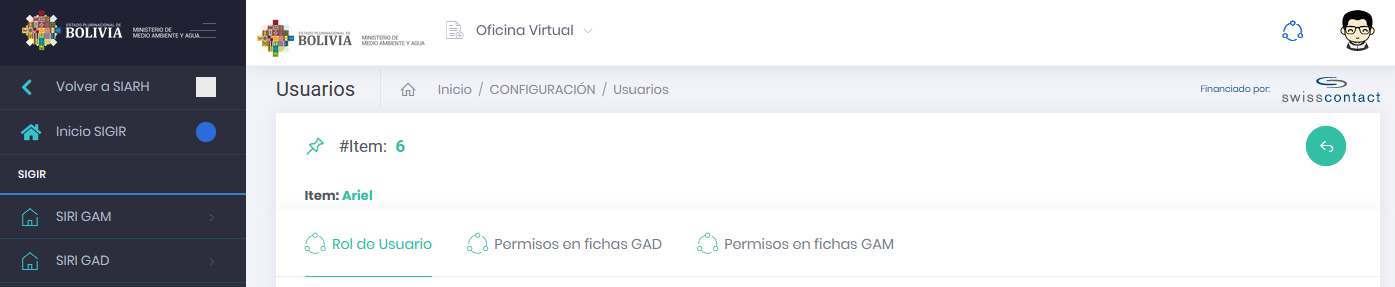 ESTADO PLURINACIONAL DE
BOLIVIA
MINISTERIO DE
MEDIO AMBIENTE Y AGUA
Volver a SIARH
Inicio SIGIR
SIGIR
SIRI GAM
SIRI GAD
ESTADO PLURINACIONAL DE
BOLIVIA
MINISTERIO DE
MEDIO AMBIENTE Y AGUA
Oficina Virtual
Usuarios
Inicio / CONFIGURACIÓN / Usuarios
Financiado por:
swisscontact
#Item: 6
Item: Ariel
Rol de Usuario
Permisos en fichas GAD
Permisos en fichas GAM